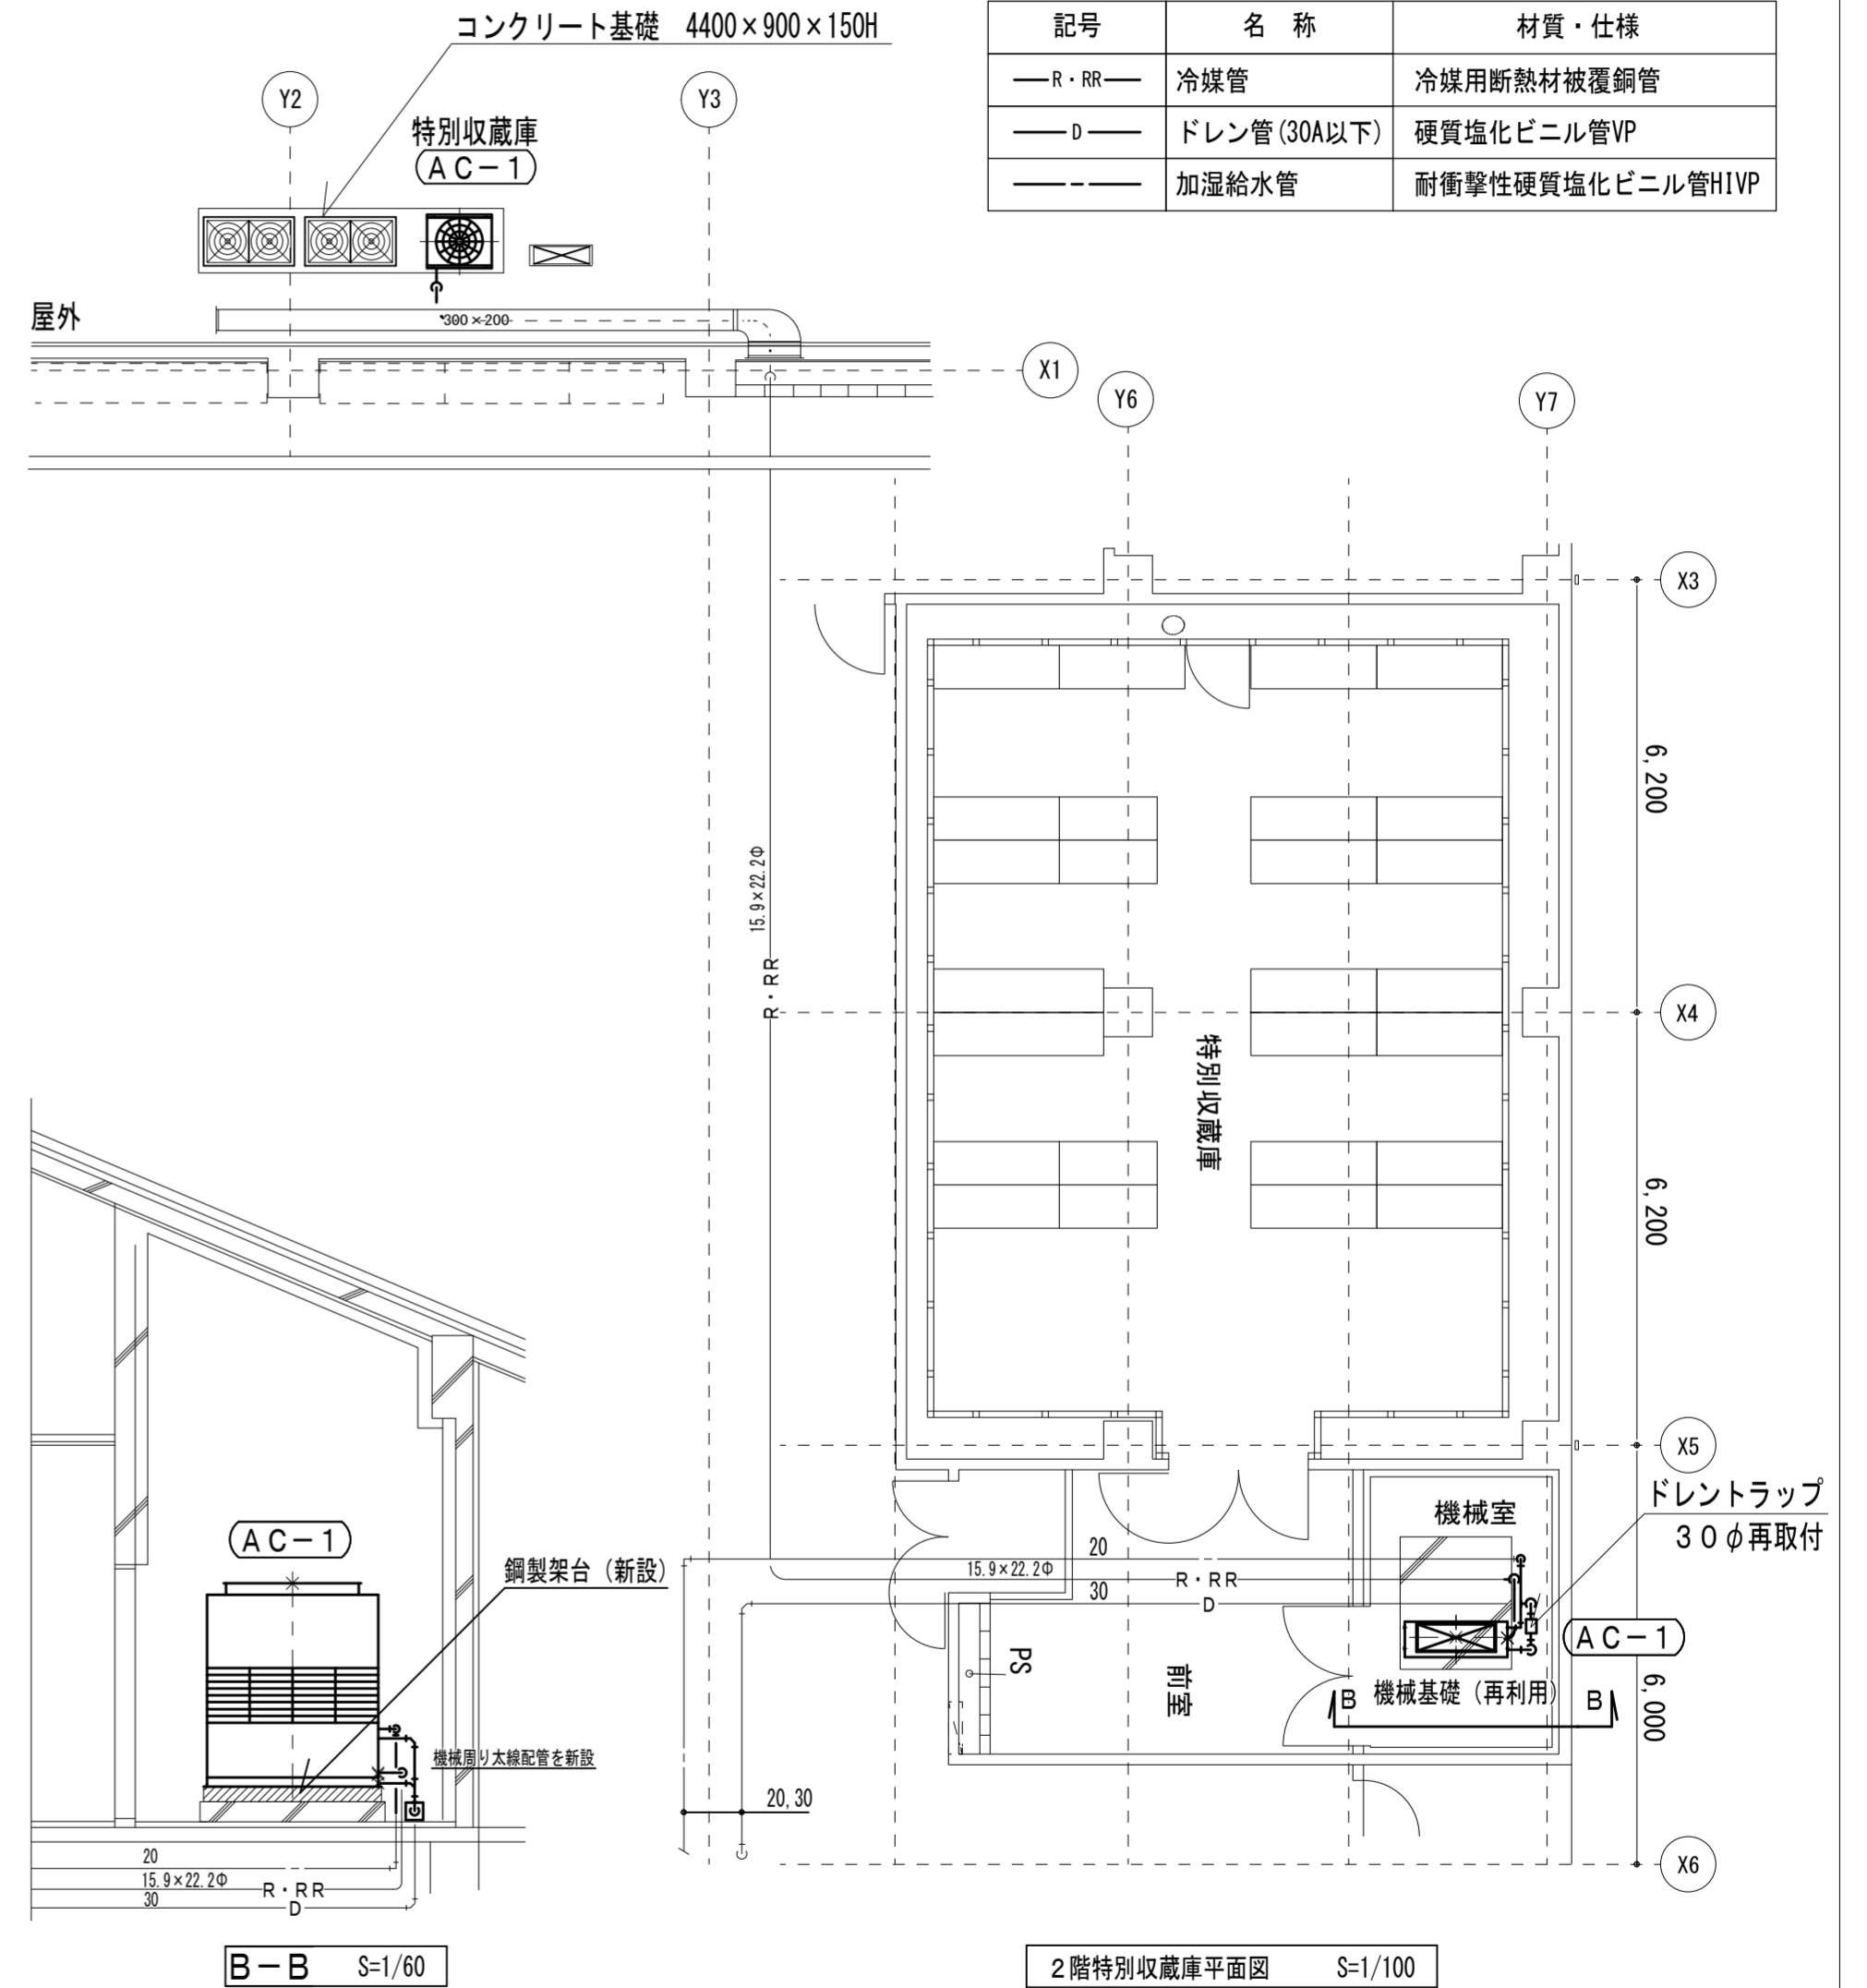 コンクリート基礎　4400×900×150H
記号　名　称　材質・仕様
R・RR　冷媒管　冷媒用断熱材被覆銅管
D　ドレン管(30A以下)　硬質塩化ビニル管VP
加湿給水管　耐衝撃性硬質塩化ビニル管HIVP
Y2
Y3
特別収蔵庫
AC－1
屋外
300×200
X1
Y6
Y7
X3
6,200
15.9×22.2Φ
R・RR
X4
特別収蔵庫
6,200
X5
ドレントラップ
30φ再取付
機械室
AC－1
鋼製架台（新設）
20
15.9×22.2Φ
R・RR
30
D
AC－1
PS
前室
機械基礎（再利用）
B
B
6,000
機械周り太線配管を新設
20,30
X6
20
15.9×22.2Φ
R・RR
30
D
B－B　S=1/60
2階特別収蔵庫平面図　S=1/100